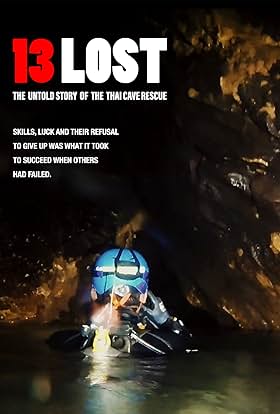 13 LOST
THE UNTOLD STORY OF THE THAI CAVE RESCUE
SKILLS, LUCK AND THEIR REFUSAL
TO GIVE UP WAS WHAT IT TOOK
TO SUCCEED WHEN OTHERS
HAD FAILED.